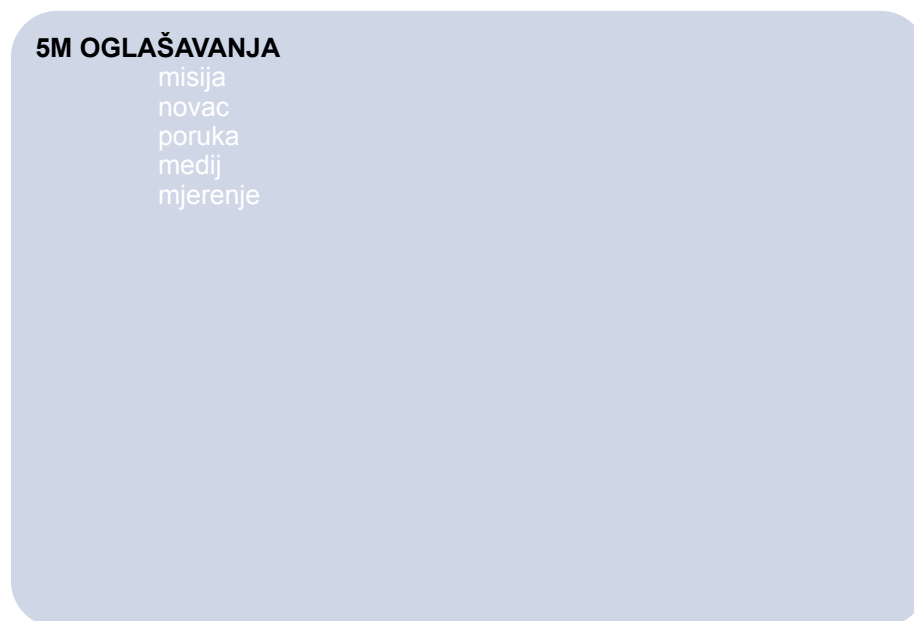 5M OGLAŠAVANJA
misija
novac
poruka
medij
mjerenje